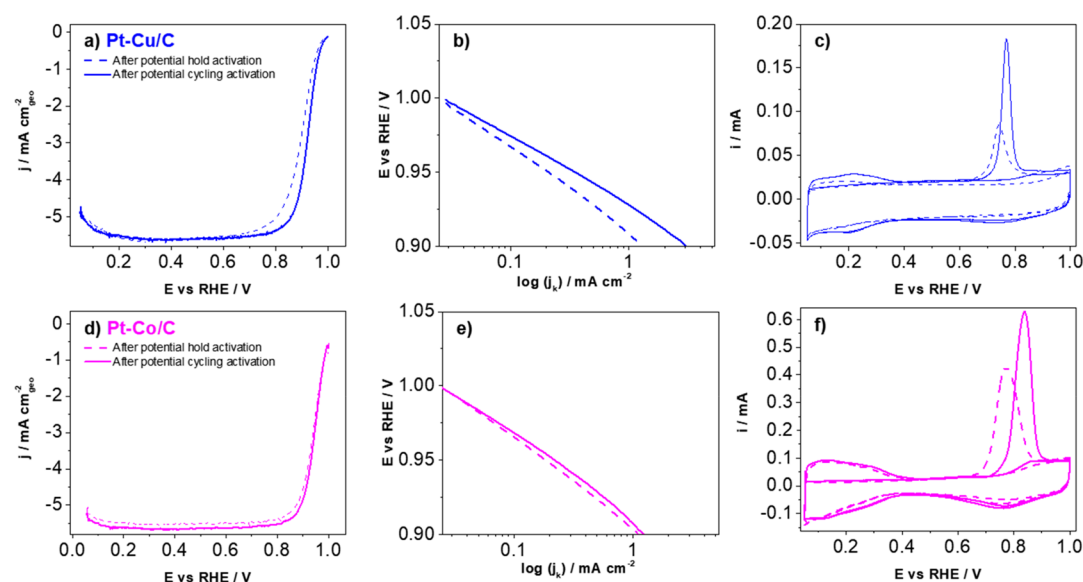 a) Pt-Cu/C
After potential hold activation
After potential cycling activation
j / mA cm⁻²geo
0
-1
-2
-3
-4
-5
0.2 0.4 0.6 0.8 1.0
E vs RHE / V
b)
E vs RHE / V
1.05
1.00
0.95
0.90
0.1 1
log (jk) / mA cm⁻²
c)
i / mA
0.20
0.15
0.10
0.05
0.00
-0.05
0.2 0.4 0.6 0.8 1.0
E vs RHE / V
d) Pt-Co/C
After potential hold activation
After potential cycling activation
j / mA cm⁻²geo
0
-1
-2
-3
-4
-5
0.0 0.2 0.4 0.6 0.8 1.0
E vs RHE / V
e)
E vs RHE / V
1.05
1.00
0.95
0.90
0.1 1
log (jk) / mA cm⁻²
f)
i / mA
0.6
0.5
0.4
0.3
0.2
0.1
0.0
-0.1
0.2 0.4 0.6 0.8 1.0
E vs RHE / V